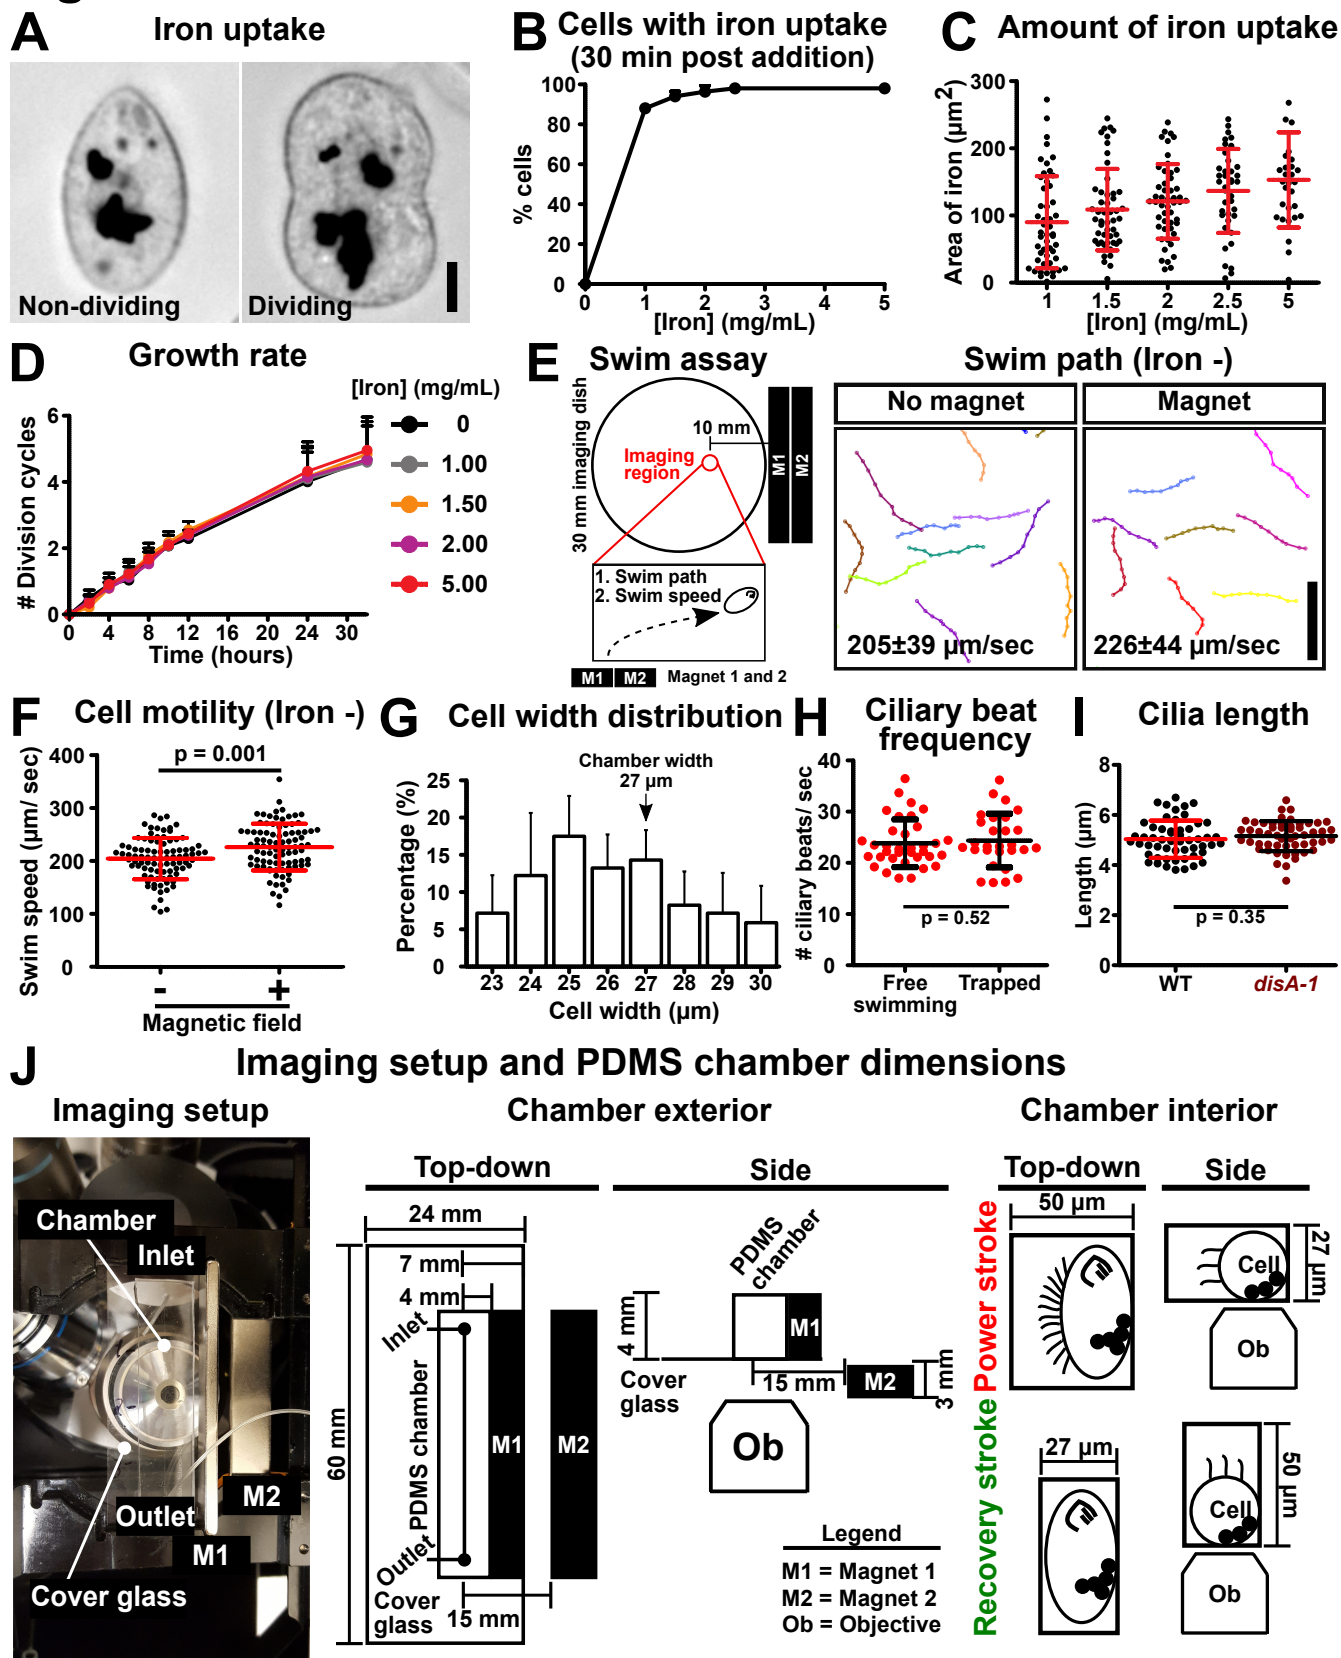 A Iron uptake
Non-dividing
Dividing
B Cells with iron uptake
(30 min post addition)
% cells
100
80
60
40
20
0
0 1 2 3 4 5
[Iron] (mg/mL)
C Amount of iron uptake
Area of iron (µm²)
300
200
100
0
1 1.5 2 2.5 5
[Iron] (mg/mL)
D Growth rate
# Division cycles
6
4
2
0
0 4 8 12 16 20 24 30
Time (hours)
[Iron] (mg/mL)
0
1.00
1.50
2.00
5.00
E Swim assay
30 mm imaging dish
10 mm
Imaging
region
M1
M2
1. Swim path
2. Swim speed
M1 M2 Magnet 1 and 2
Swim path (Iron -)
No magnet
Magnet
205±39 µm/sec
226±44 µm/sec
F Cell motility (Iron -)
Swim speed (µm/ sec)
400
300
200
100
0
p = 0.001
- +
Magnetic field
G Cell width distribution
Chamber width
27 µm
Percentage (%)
25
20
15
10
5
0
23 24 25 26 27 28 29 30
Cell width (µm)
H Ciliary beat
frequency
# ciliary beats/ sec
40
30
20
10
0
p = 0.52
Free
swimming
Trapped
I Cilia length
Length (µm)
8
6
4
2
0
p = 0.35
WT
disA-1
J Imaging setup and PDMS chamber dimensions
Imaging setup
Chamber
Inlet
Outlet
M2
M1
Cover glass
Chamber exterior
Top-down
24 mm
7 mm
4 mm
60 mm
Inlet
PDMS chamber
Outlet
M1
M2
Cover
glass
15 mm
Side
PDMS
chamber
4 mm
M1
Cover
glass
15 mm
M2
3 mm
Ob
Legend
M1 = Magnet 1
M2 = Magnet 2
Ob = Objective
Chamber interior
Top-down
Side
Power stroke
50 µm
Cell
27 µm
Ob
Recovery stroke
27 µm
Cell
50 µm
Ob